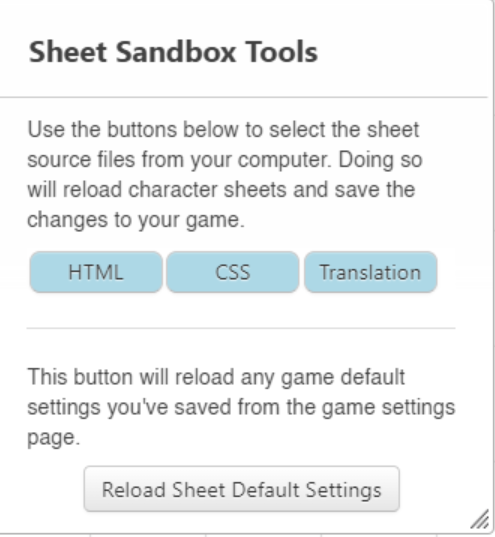 Sheet Sandbox Tools
Use the buttons below to select the sheet
source files from your computer. Doing so
will reload character sheets and save the
changes to your game.
HTML CSS Translation
This button will reload any game default
settings you've saved from the game settings
page.
Reload Sheet Default Settings